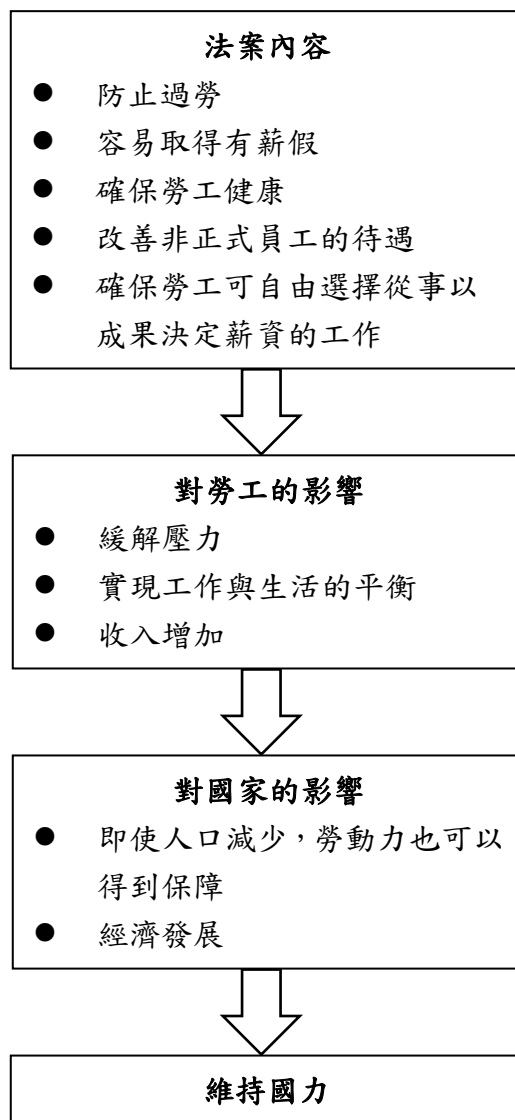 法案內容
● 防止過勞
● 容易取得有薪假
● 確保勞工健康
● 改善非正式員工的待遇
● 確保勞工可自由選擇從事以
成果決定薪資的工作
對勞工的影響
● 緩解壓力
● 實現工作與生活的平衡
● 收入增加
對國家的影響
● 即使人口減少，勞動力也可以
得到保障
● 經濟發展
維持國力